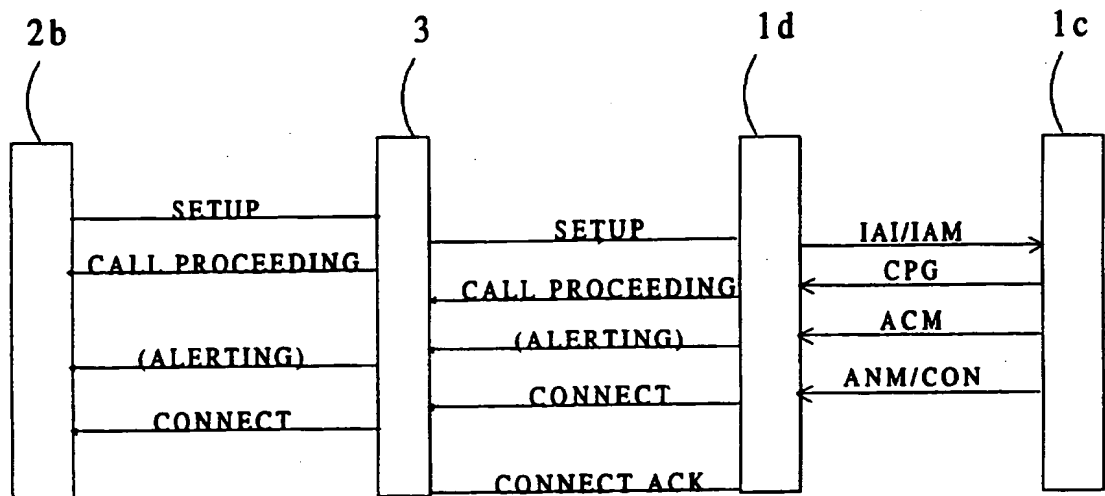 2b
3
1d
1c
SETUP
SETUP
IAI/IAM
CALL PROCEEDING
CPG
CALL PROCEEDING
ACM
(ALERTING)
(ALERTING)
ANM/CON
CONNECT
CONNECT
CONNECT ACK